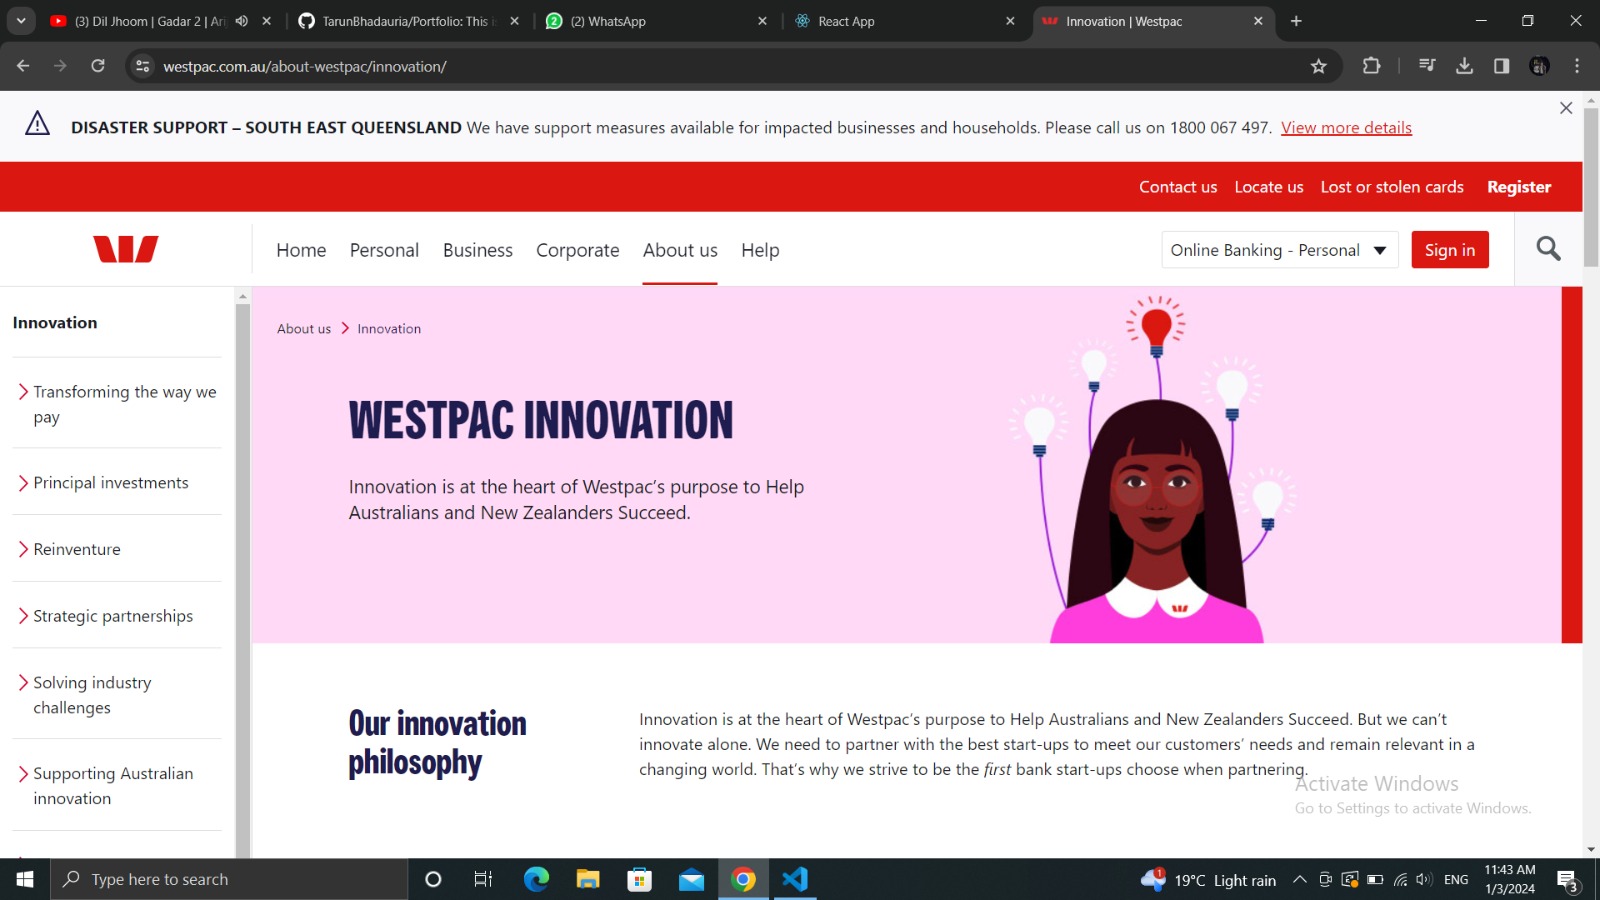 (3) Dil Jhoom | Gadar 2 | Ari
TarunBhadauria/Portfolio: This i
(2) WhatsApp
React App
Innovation | Westpac
westpac.com.au/about-westpac/innovation/
DISASTER SUPPORT – SOUTH EAST QUEENSLAND We have support measures available for impacted businesses and households. Please call us on 1800 067 497. View more details
Contact us Locate us Lost or stolen cards Register
Home Personal Business Corporate About us Help
Online Banking - Personal
Sign in
Innovation
Transforming the way we
pay
Principal investments
Reinventure
Strategic partnerships
Solving industry
challenges
Supporting Australian
innovation
About us Innovation
WESTPAC INNOVATION
Innovation is at the heart of Westpac's purpose to Help
Australians and New Zealanders Succeed.
Our innovation
philosophy
Innovation is at the heart of Westpac's purpose to Help Australians and New Zealanders Succeed. But we can't
innovate alone. We need to partner with the best start-ups to meet our customers' needs and remain relevant in a
changing world. That's why we strive to be the first bank start-ups choose when partnering.
Activate Windows
Go to Settings to activate Windows.
Type here to search
1
19°C Light rain
ENG
11:43 AM
1/3/2024
3